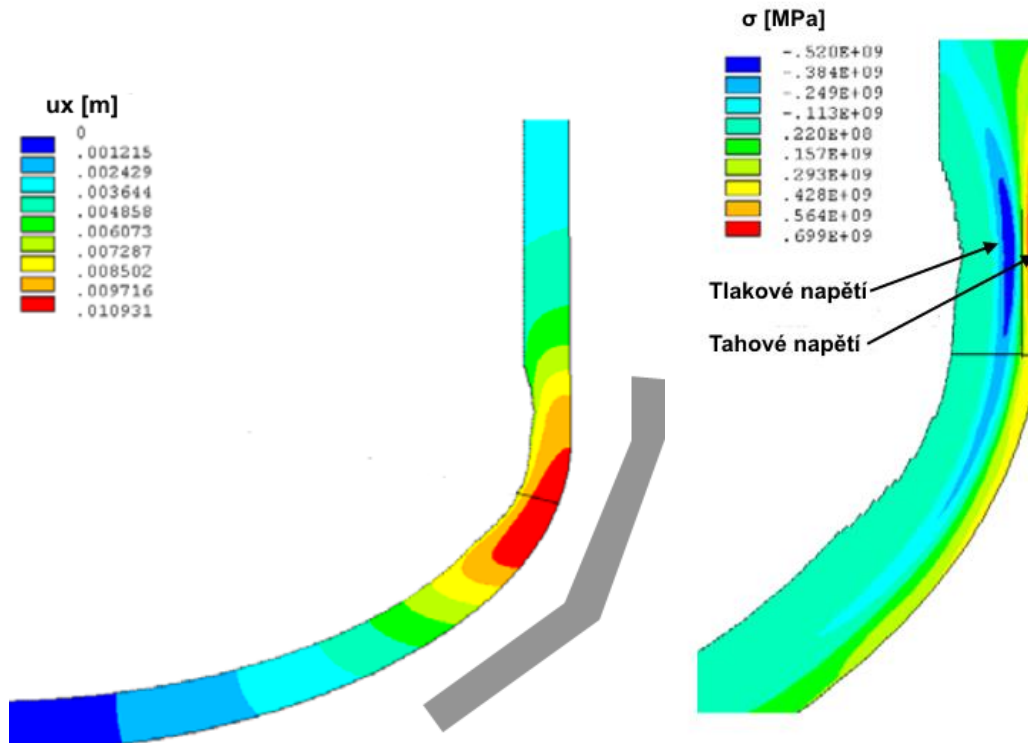 ux [m]
0
.001215
.002429
.003644
.004858
.006073
.007287
.008502
.009716
.010931
σ [MPa]
-.520E+09
-.384E+09
-.249E+09
-.113E+09
.220E+08
.157E+09
.293E+09
.428E+09
.564E+09
.699E+09
Tlakové napětí
Tahové napětí